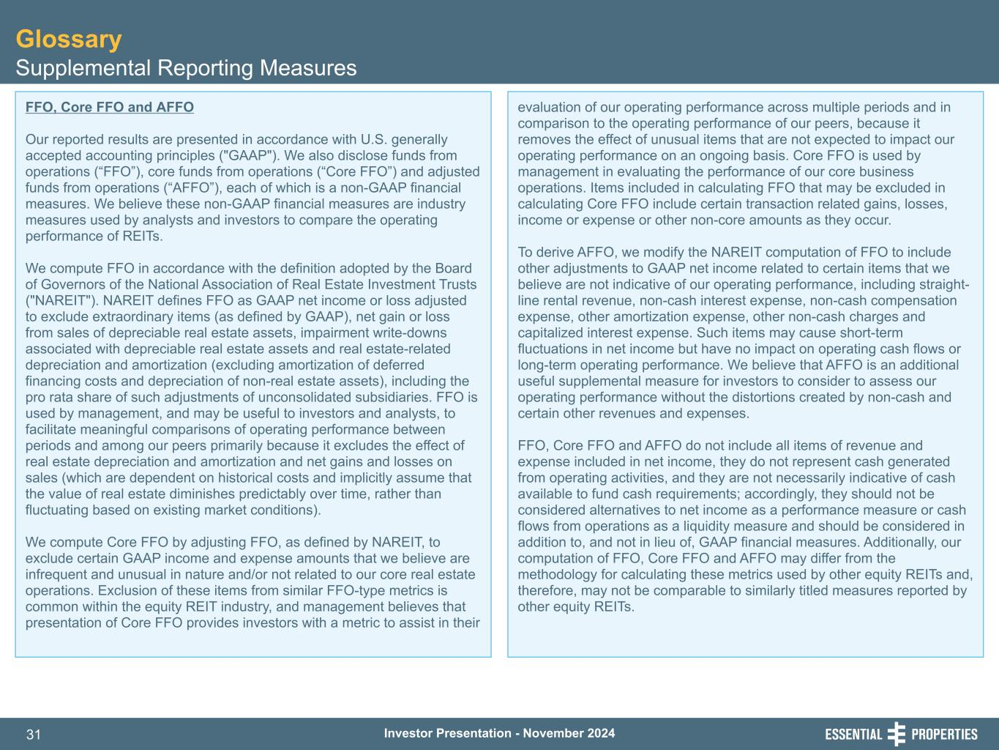 Glossary
Supplemental Reporting Measures
FFO, Core FFO and AFFO
Our reported results are presented in accordance with U.S. generally
accepted accounting principles ("GAAP"). We also disclose funds from
operations (“FFO”), core funds from operations (“Core FFO”) and adjusted
funds from operations (“AFFO”), each of which is a non-GAAP financial
measures. We believe these non-GAAP financial measures are industry
measures used by analysts and investors to compare the operating
performance of REITs.
We compute FFO in accordance with the definition adopted by the Board
of Governors of the National Association of Real Estate Investment Trusts
("NAREIT"). NAREIT defines FFO as GAAP net income or loss adjusted
to exclude extraordinary items (as defined by GAAP), net gain or loss
from sales of depreciable real estate assets, impairment write-downs
associated with depreciable real estate assets and real estate-related
depreciation and amortization (excluding amortization of deferred
financing costs and depreciation of non-real estate assets), including the
pro rata share of such adjustments of unconsolidated subsidiaries. FFO is
used by management, and may be useful to investors and analysts, to
facilitate meaningful comparisons of operating performance between
periods and among our peers primarily because it excludes the effect of
real estate depreciation and amortization and net gains and losses on
sales (which are dependent on historical costs and implicitly assume that
the value of real estate diminishes predictably over time, rather than
fluctuating based on existing market conditions).
We compute Core FFO by adjusting FFO, as defined by NAREIT, to
exclude certain GAAP income and expense amounts that we believe are
infrequent and unusual in nature and/or not related to our core real estate
operations. Exclusion of these items from similar FFO-type metrics is
common within the equity REIT industry, and management believes that
presentation of Core FFO provides investors with a metric to assist in their
evaluation of our operating performance across multiple periods and in
comparison to the operating performance of our peers, because it
removes the effect of unusual items that are not expected to impact our
operating performance on an ongoing basis. Core FFO is used by
management in evaluating the performance of our core business
operations. Items included in calculating FFO that may be excluded in
calculating Core FFO include certain transaction related gains, losses,
income or expense or other non-core amounts as they occur.
To derive AFFO, we modify the NAREIT computation of FFO to include
other adjustments to GAAP net income related to certain items that we
believe are not indicative of our operating performance, including straight-
line rental revenue, non-cash interest expense, non-cash compensation
expense, other amortization expense, other non-cash charges and
capitalized interest expense. Such items may cause short-term
fluctuations in net income but have no impact on operating cash flows or
long-term operating performance. We believe that AFFO is an additional
useful supplemental measure for investors to consider to assess our
operating performance without the distortions created by non-cash and
certain other revenues and expenses.
FFO, Core FFO and AFFO do not include all items of revenue and
expense included in net income, they do not represent cash generated
from operating activities, and they are not necessarily indicative of cash
available to fund cash requirements; accordingly, they should not be
considered alternatives to net income as a performance measure or cash
flows from operations as a liquidity measure and should be considered in
addition to, and not in lieu of, GAAP financial measures. Additionally, our
computation of FFO, Core FFO and AFFO may differ from the
methodology for calculating these metrics used by other equity REITs and,
therefore, may not be comparable to similarly titled measures reported by
other equity REITs.
31
Investor Presentation - November 2024
ESSENTIAL PROPERTIES